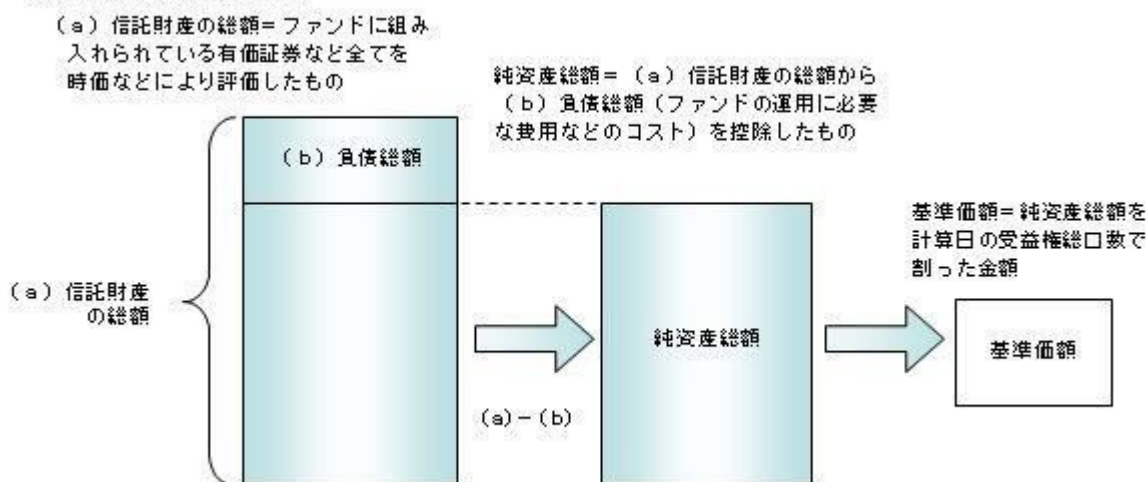 （a）信託財産の総額＝ファンドに組み
入れられている有価証券など全てを
時価などにより評価したもの
純資産総額＝（a）信託財産の総額から
（b）負債総額（ファンドの運用に必要
な費用などのコスト）を控除したもの
（b）負債総額
基準価額＝純資産総額を
計算日の受益権総口数で
割った金額
（a）信託財産
の総額
純資産総額
基準価額
（a）－（b）